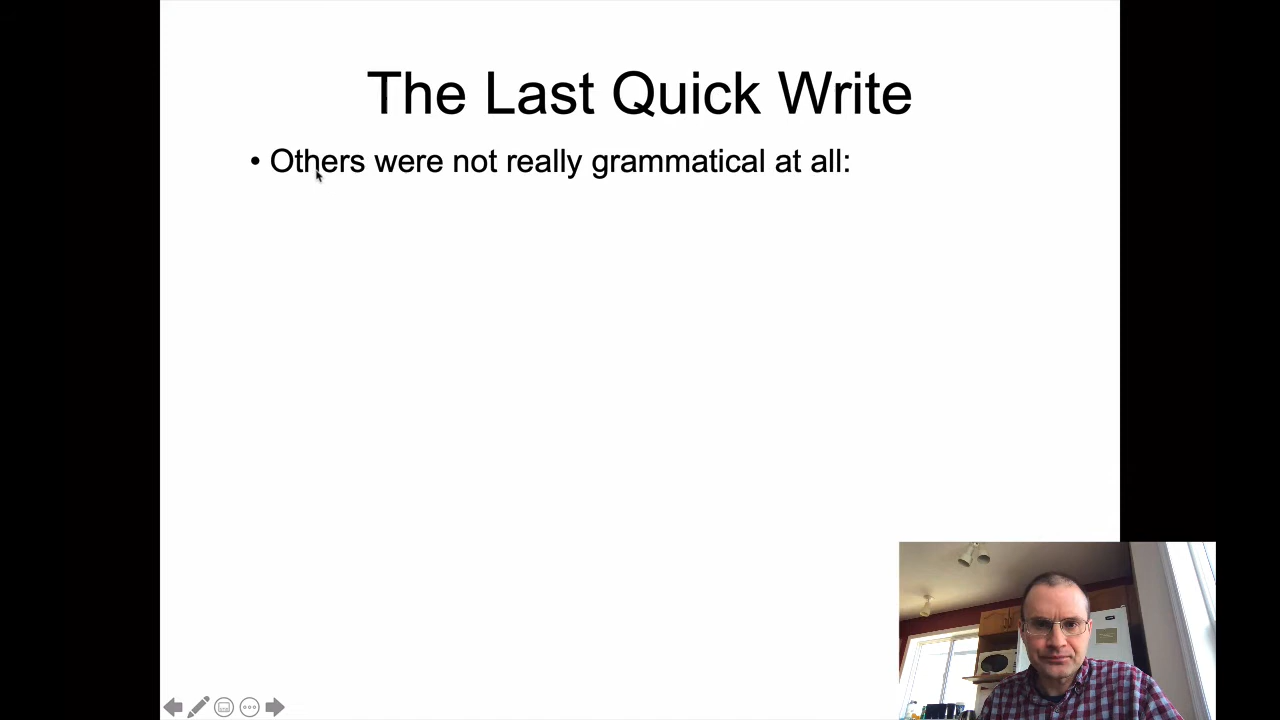 The Last Quick Write
• Others were not really grammatical at all: